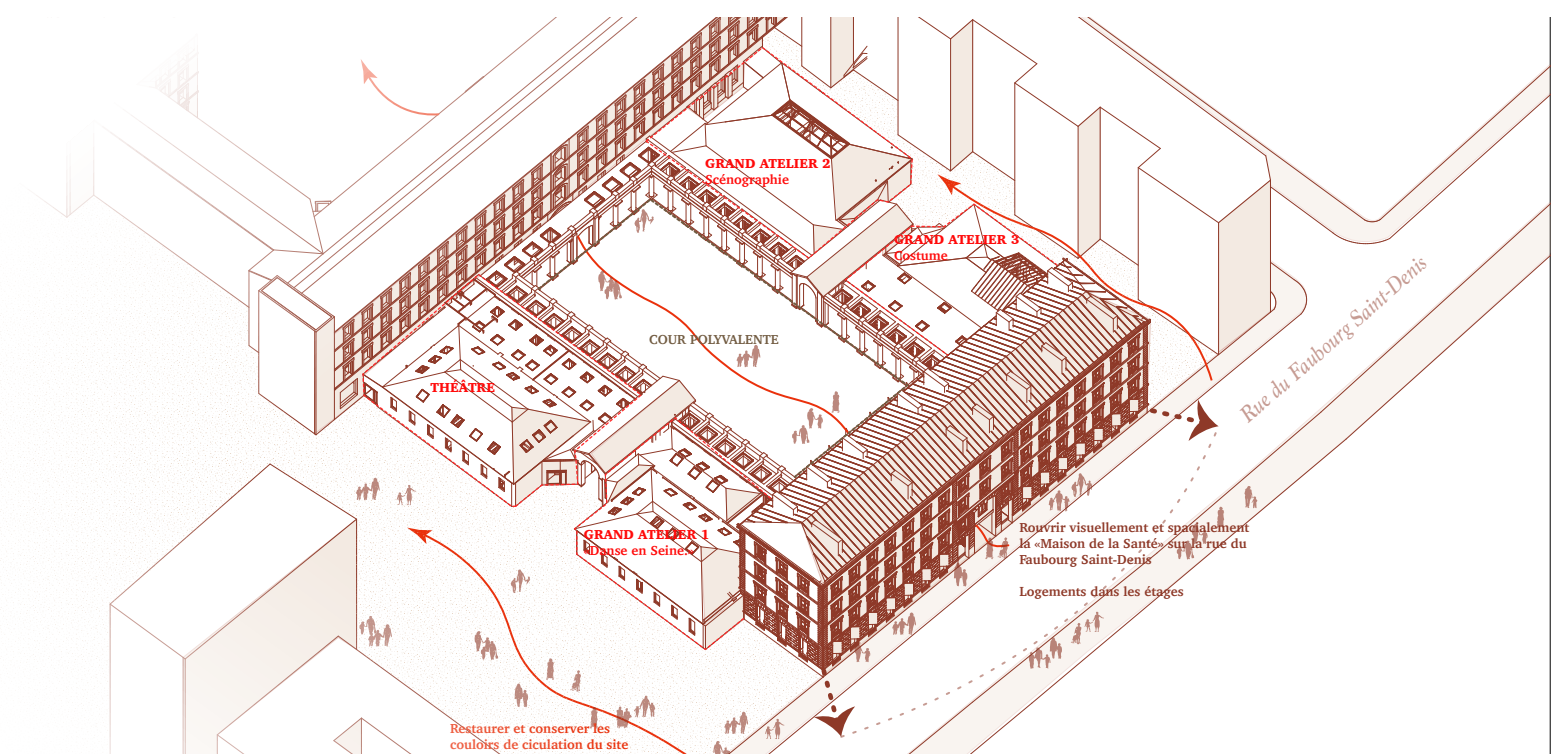 GRAND ATELIER 2
Scénographie
GRAND ATELIER 3
Costume
Rue du Faubourg Saint-Denis
COUR POLYVALENTE
THÉÂTRE
GRAND ATELIER 1
"Danse en Seine."
Rouvrir visuellement et spacialement
la «Maison de la Santé» sur la rue du
Faubourg Saint-Denis
Logements dans les étages
Restaurer et conserver les
couloirs de ciculation du site